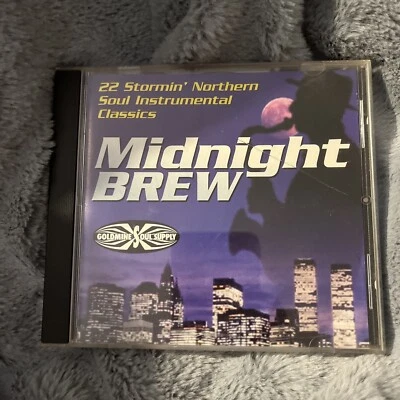 22 Stormin' Northern
Soul Instrumental
Classics
Midnight
BREW
GOLDMINE SOUL SUPPLY